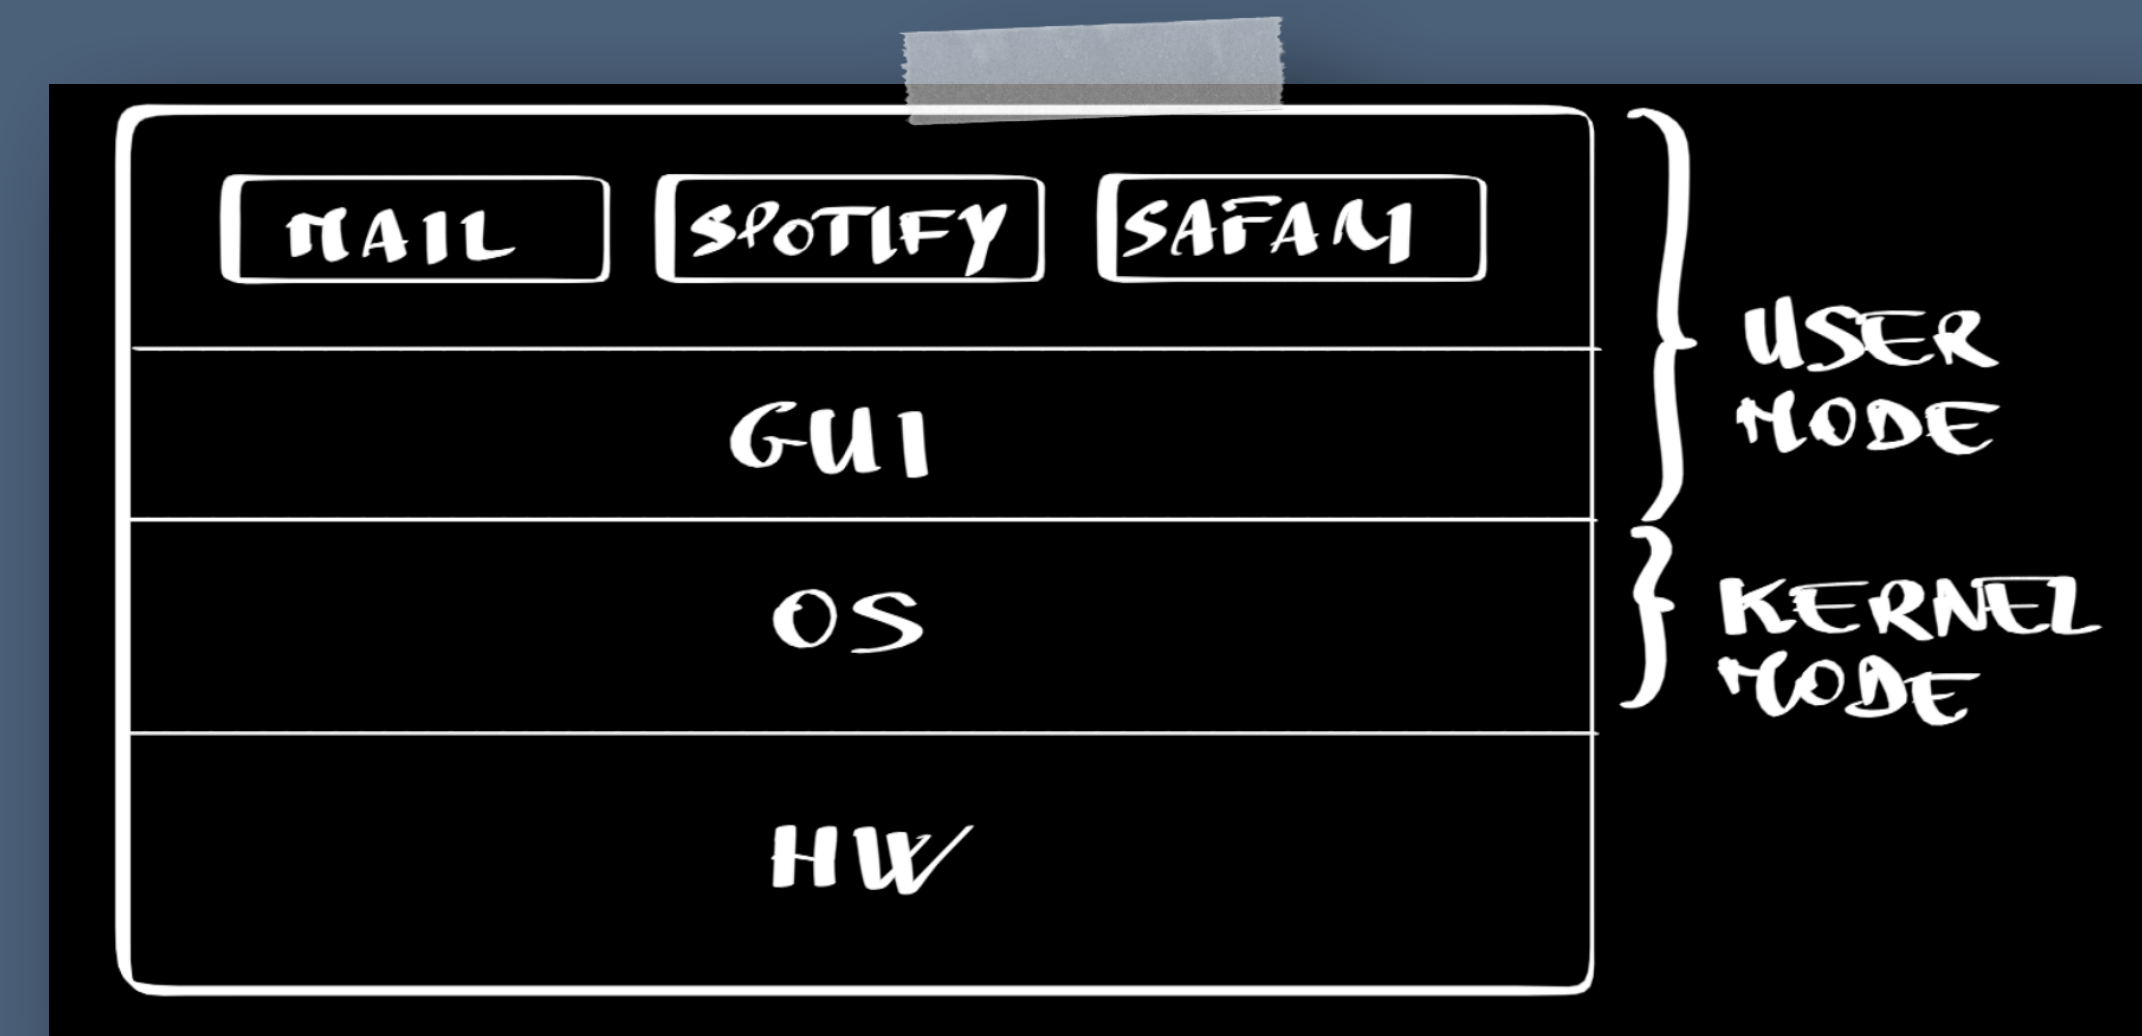 MAIL
SPOTIFY
SAFARI
USER
MODE
GUI
OS
KERNEL
MODE
HW